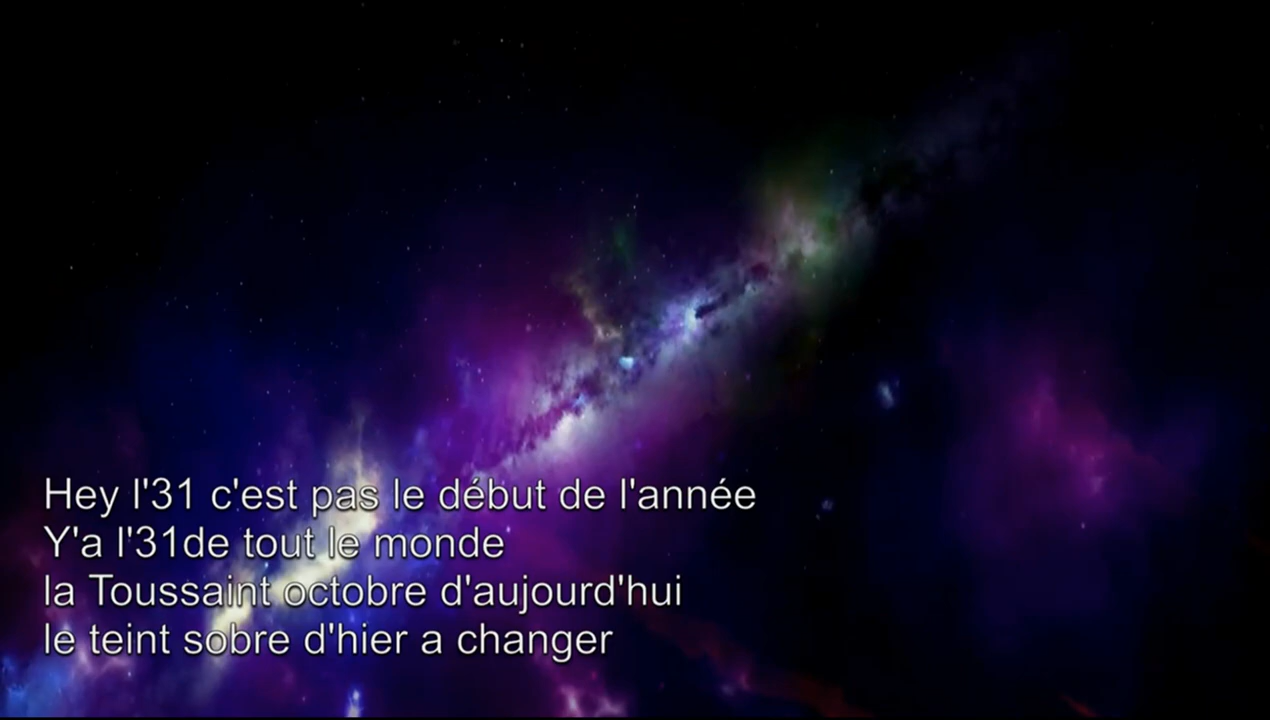 Hey l'31 c'est pas le début de l'année
Y'a l'31de tout le monde
la Toussaint octobre d'aujourd'hui
le teint sobre d'hier a changer